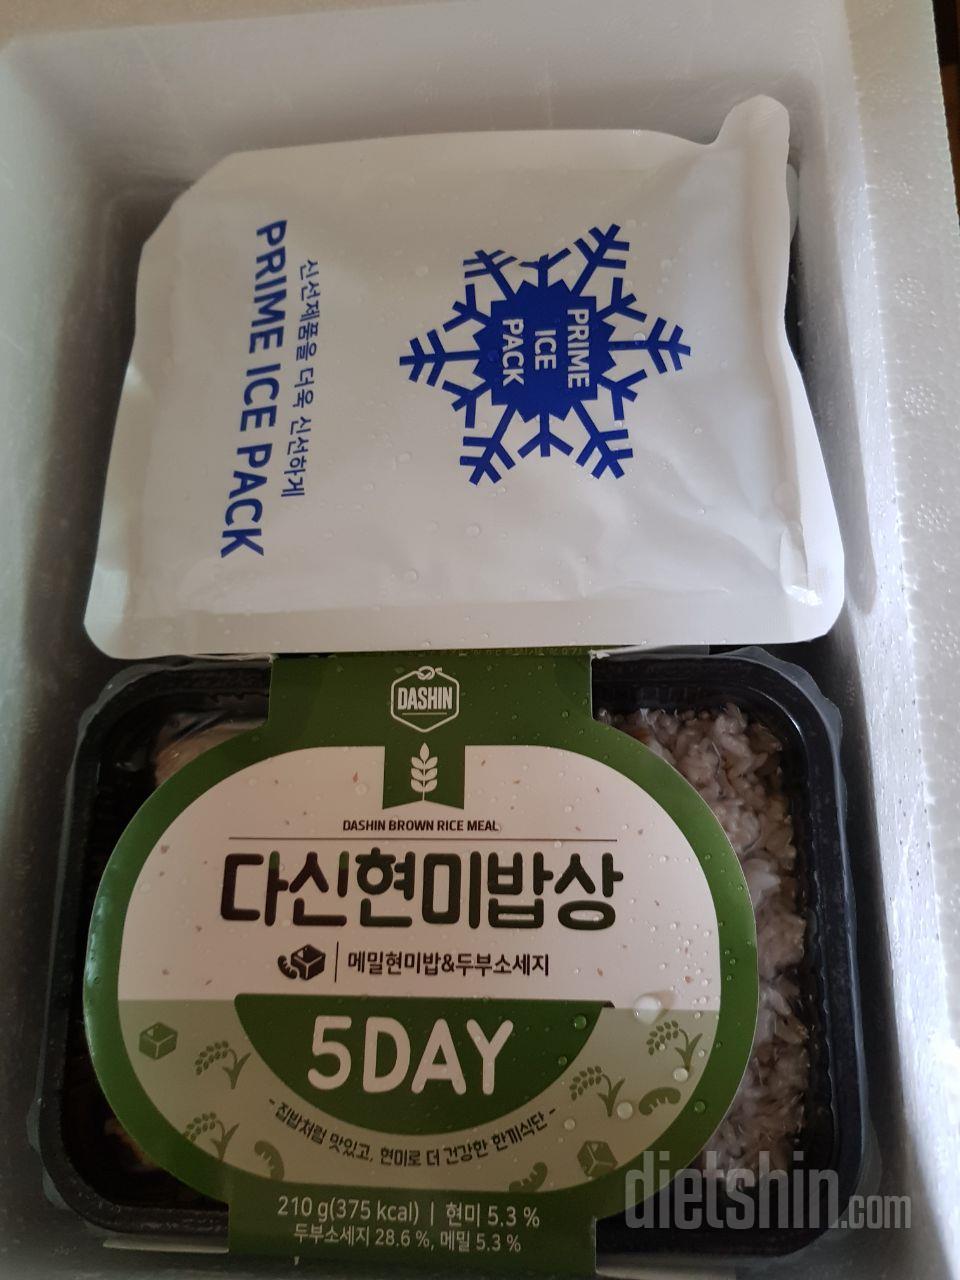 PRIME ICE PACK
신선제품을 더욱 신선하게
PRIME
ICE
PACK
DASHIN
DASHIN BROWN RICE MEAL
다신현미밥상
메밀현미밥&두부소세지
5DAY
- 집밥처럼 맛있고, 현미로 더 건강한 한끼식단 -
210 g(375 kcal) | 현미 5.3 %
두부소세지 28.6 %, 메밀 5.3 %
dietshin.com